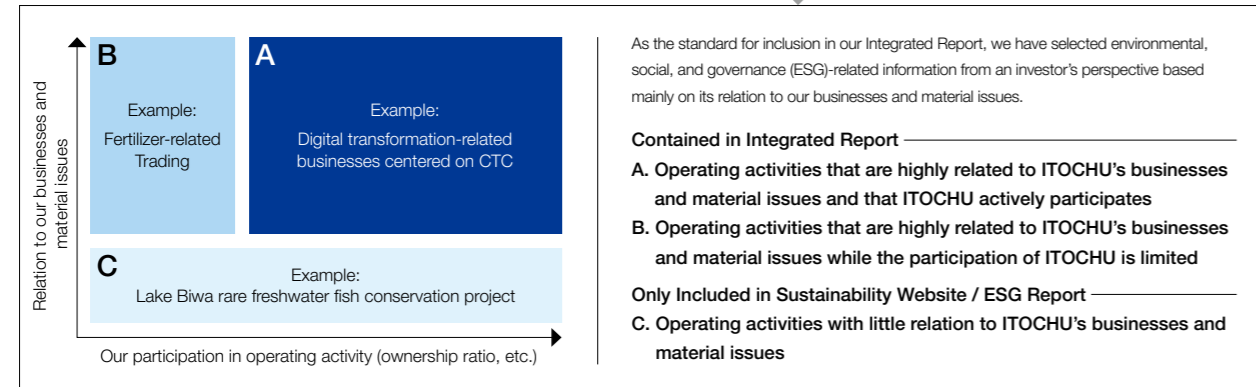 Relation to our businesses and
material issues
B
Example:
Fertilizer-related
Trading
A
Example:
Digital transformation-related
businesses centered on CTC
C
Example:
Lake Biwa rare freshwater fish conservation project
Our participation in operating activity (ownership ratio, etc.)
As the standard for inclusion in our Integrated Report, we have selected environmental,
social, and governance (ESG)-related information from an investor's perspective based
mainly on its relation to our businesses and material issues.
Contained in Integrated Report
A. Operating activities that are highly related to ITOCHU's businesses
and material issues and that ITOCHU actively participates
B. Operating activities that are highly related to ITOCHU's businesses
and material issues while the participation of ITOCHU is limited
Only Included in Sustainability Website / ESG Report
C. Operating activities with little relation to ITOCHU's businesses and
material issues